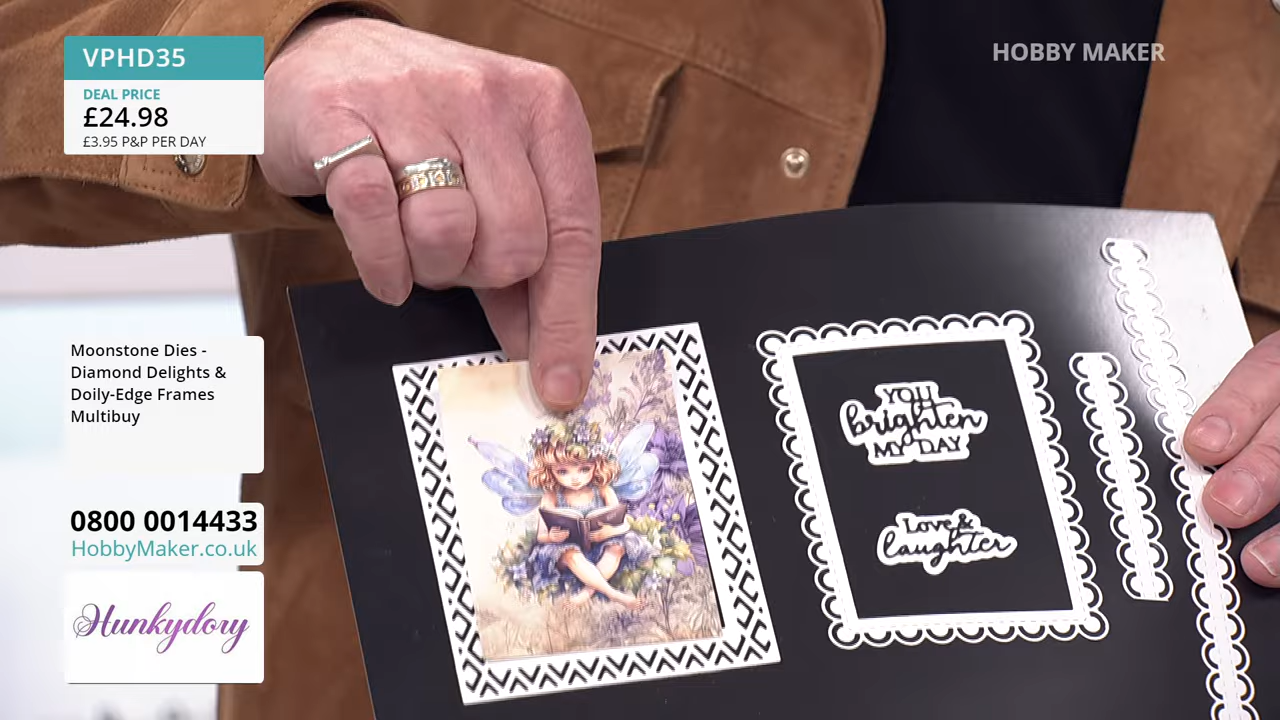 VPHD35
DEAL PRICE
£24.98
£3.95 P&P PER DAY
HOBBY MAKER
Moonstone Dies -
Diamond Delights &
Doily-Edge Frames
Multibuy
0800 0014433
HobbyMaker.co.uk
Hunkydory
YOU
brighten
MY DAY
Love &
laughter